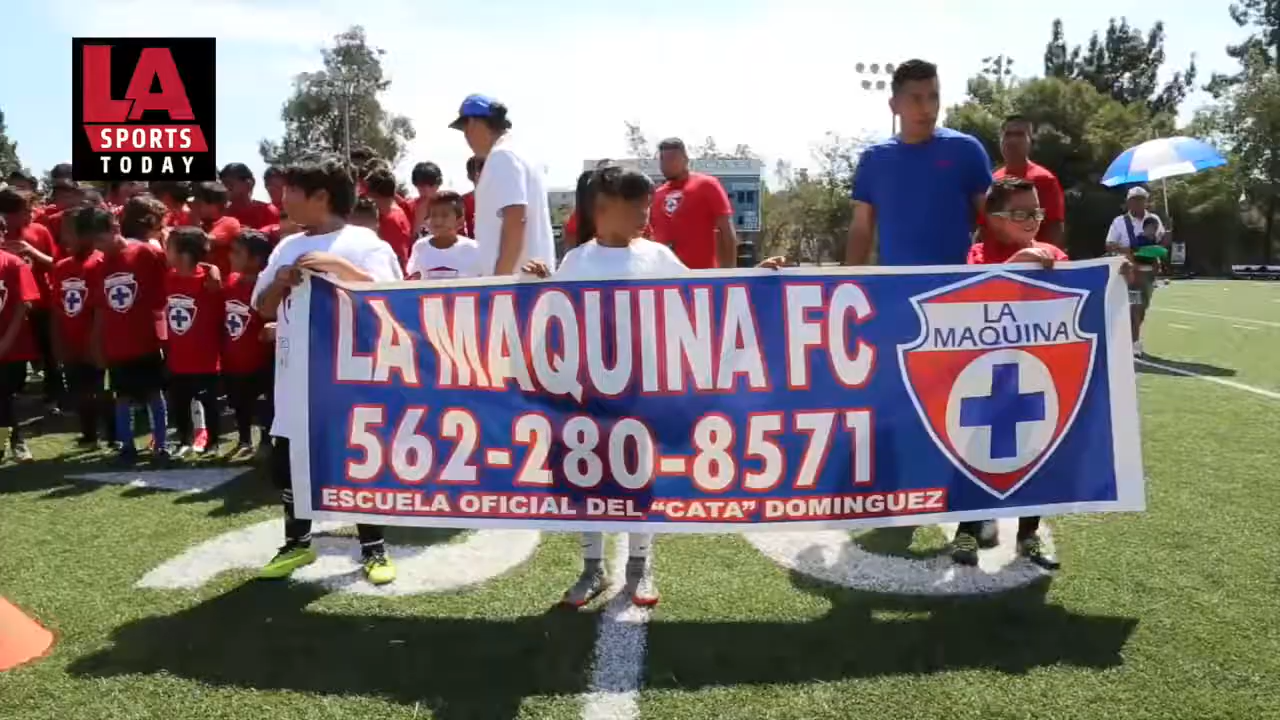 LA
SPORTS
TODAY
LA MAQUINA FC
562-280-8571
ESCUELA OFICIAL DEL “CATA” DOMINGUEZ
LA
MAQUINA